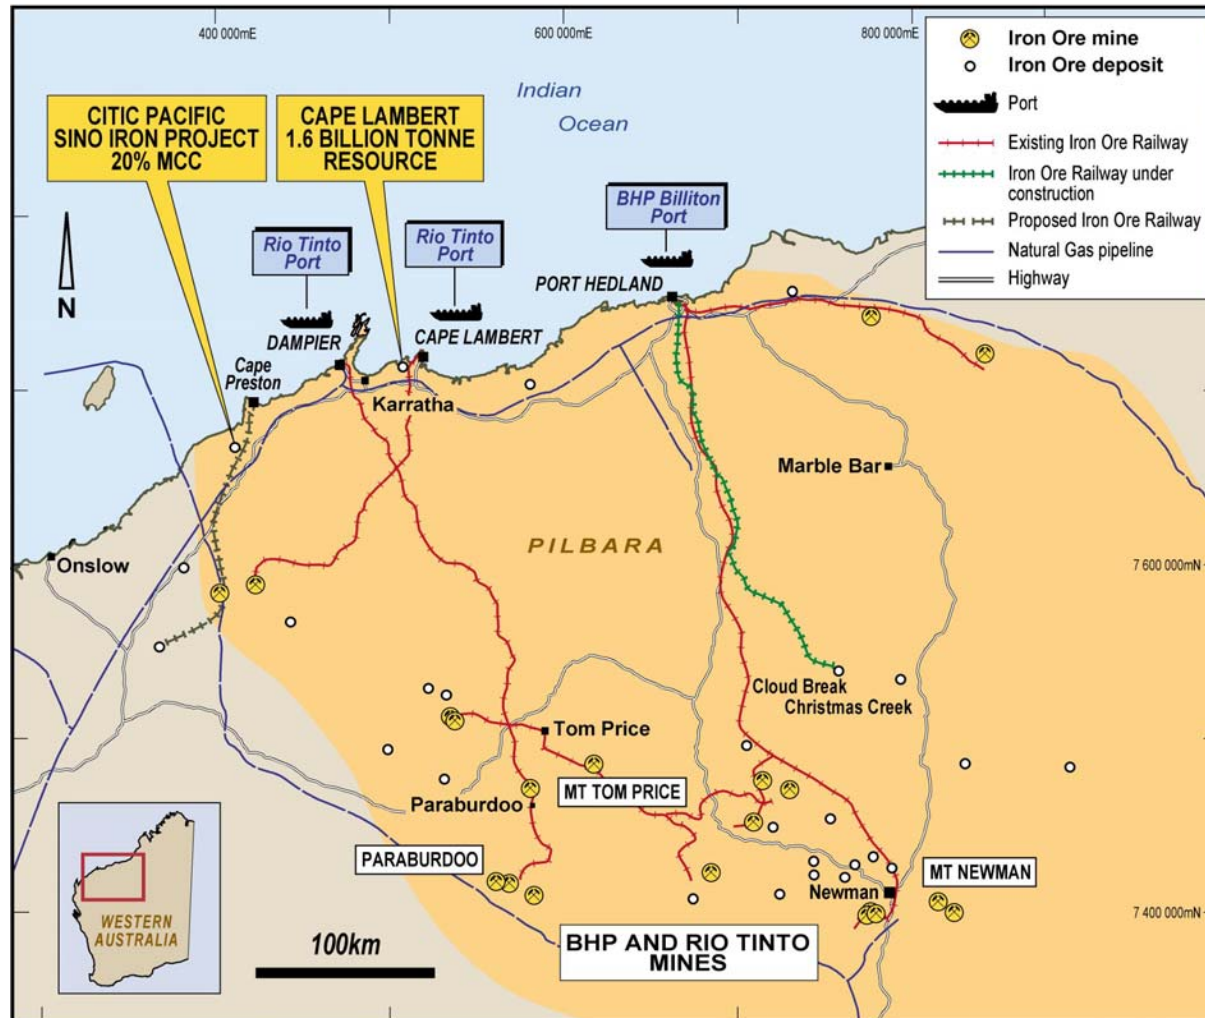 400 000mE
600 000mE
800 000mE
Iron Ore mine
Iron Ore deposit
Port
Existing Iron Ore Railway
Iron Ore Railway under
construction
Proposed Iron Ore Railway
Natural Gas pipeline
Highway
Indian
Ocean
CITIC PACIFIC
SINO IRON PROJECT
20% MCC
CAPE LAMBERT
1.6 BILLION TONNE
RESOURCE
BHP Billiton
Port
Rio Tinto
Port
Rio Tinto
Port
N
PORT HEDLAND
DAMPIER
CAPE LAMBERT
Cape
Preston
Karratha
Marble Bar
PILBARA
Onslow
7 600 000mN
Cloud Break
Christmas Creek
Tom Price
MT TOM PRICE
Paraburdoo
PARABURDOO
MT NEWMAN
Newman
7 400 000mN
WESTERN
AUSTRALIA
100km
BHP AND RIO TINTO
MINES